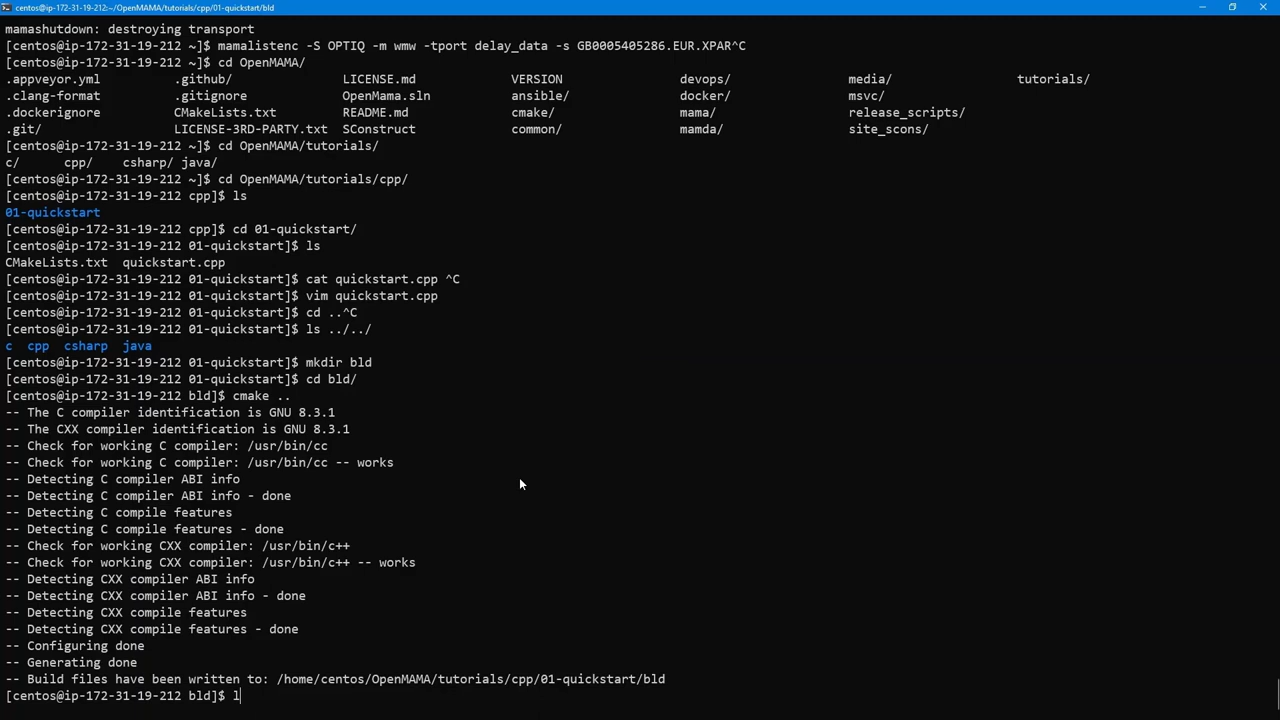 centos@ip-172-31-19-212:~/OpenMAMA/tutorials/cpp/01-quickstart/bld
mamashutdown: destroying transport
[centos@ip-172-31-19-212 ~]$ mamalistenc -S OPTIQ -m wmw -tport delay_data -s GB0005405286.EUR.XPAR^C
[centos@ip-172-31-19-212 ~]$ cd OpenMAMA/
.appveyor.yml .github/ LICENSE.md VERSION devops/ media/ tutorials/
.clang-format .gitignore OpenMama.sln ansible/ docker/ msvc/
.dockerignore CMakeLists.txt README.md cmake/ mama/ release_scripts/
.git/ LICENSE-3RD-PARTY.txt SConstruct common/ mamda/ site_scons/
[centos@ip-172-31-19-212 ~]$ cd OpenMAMA/tutorials/
c/ cpp/ csharp/ java/
[centos@ip-172-31-19-212 ~]$ cd OpenMAMA/tutorials/cpp/
[centos@ip-172-31-19-212 cpp]$ ls
01-quickstart
[centos@ip-172-31-19-212 cpp]$ cd 01-quickstart/
[centos@ip-172-31-19-212 01-quickstart]$ ls
CMakeLists.txt quickstart.cpp
[centos@ip-172-31-19-212 01-quickstart]$ cat quickstart.cpp ^C
[centos@ip-172-31-19-212 01-quickstart]$ vim quickstart.cpp
[centos@ip-172-31-19-212 01-quickstart]$ cd ..^C
[centos@ip-172-31-19-212 01-quickstart]$ ls ../../
c cpp csharp java
[centos@ip-172-31-19-212 01-quickstart]$ mkdir bld
[centos@ip-172-31-19-212 01-quickstart]$ cd bld/
[centos@ip-172-31-19-212 bld]$ cmake ..
-- The C compiler identification is GNU 8.3.1
-- The CXX compiler identification is GNU 8.3.1
-- Check for working C compiler: /usr/bin/cc
-- Check for working C compiler: /usr/bin/cc -- works
-- Detecting C compiler ABI info
-- Detecting C compiler ABI info - done
-- Detecting C compile features
-- Detecting C compile features - done
-- Check for working CXX compiler: /usr/bin/c++
-- Check for working CXX compiler: /usr/bin/c++ -- works
-- Detecting CXX compiler ABI info
-- Detecting CXX compiler ABI info - done
-- Detecting CXX compile features
-- Detecting CXX compile features - done
-- Configuring done
-- Generating done
-- Build files have been written to: /home/centos/OpenMAMA/tutorials/cpp/01-quickstart/bld
[centos@ip-172-31-19-212 bld]$ l